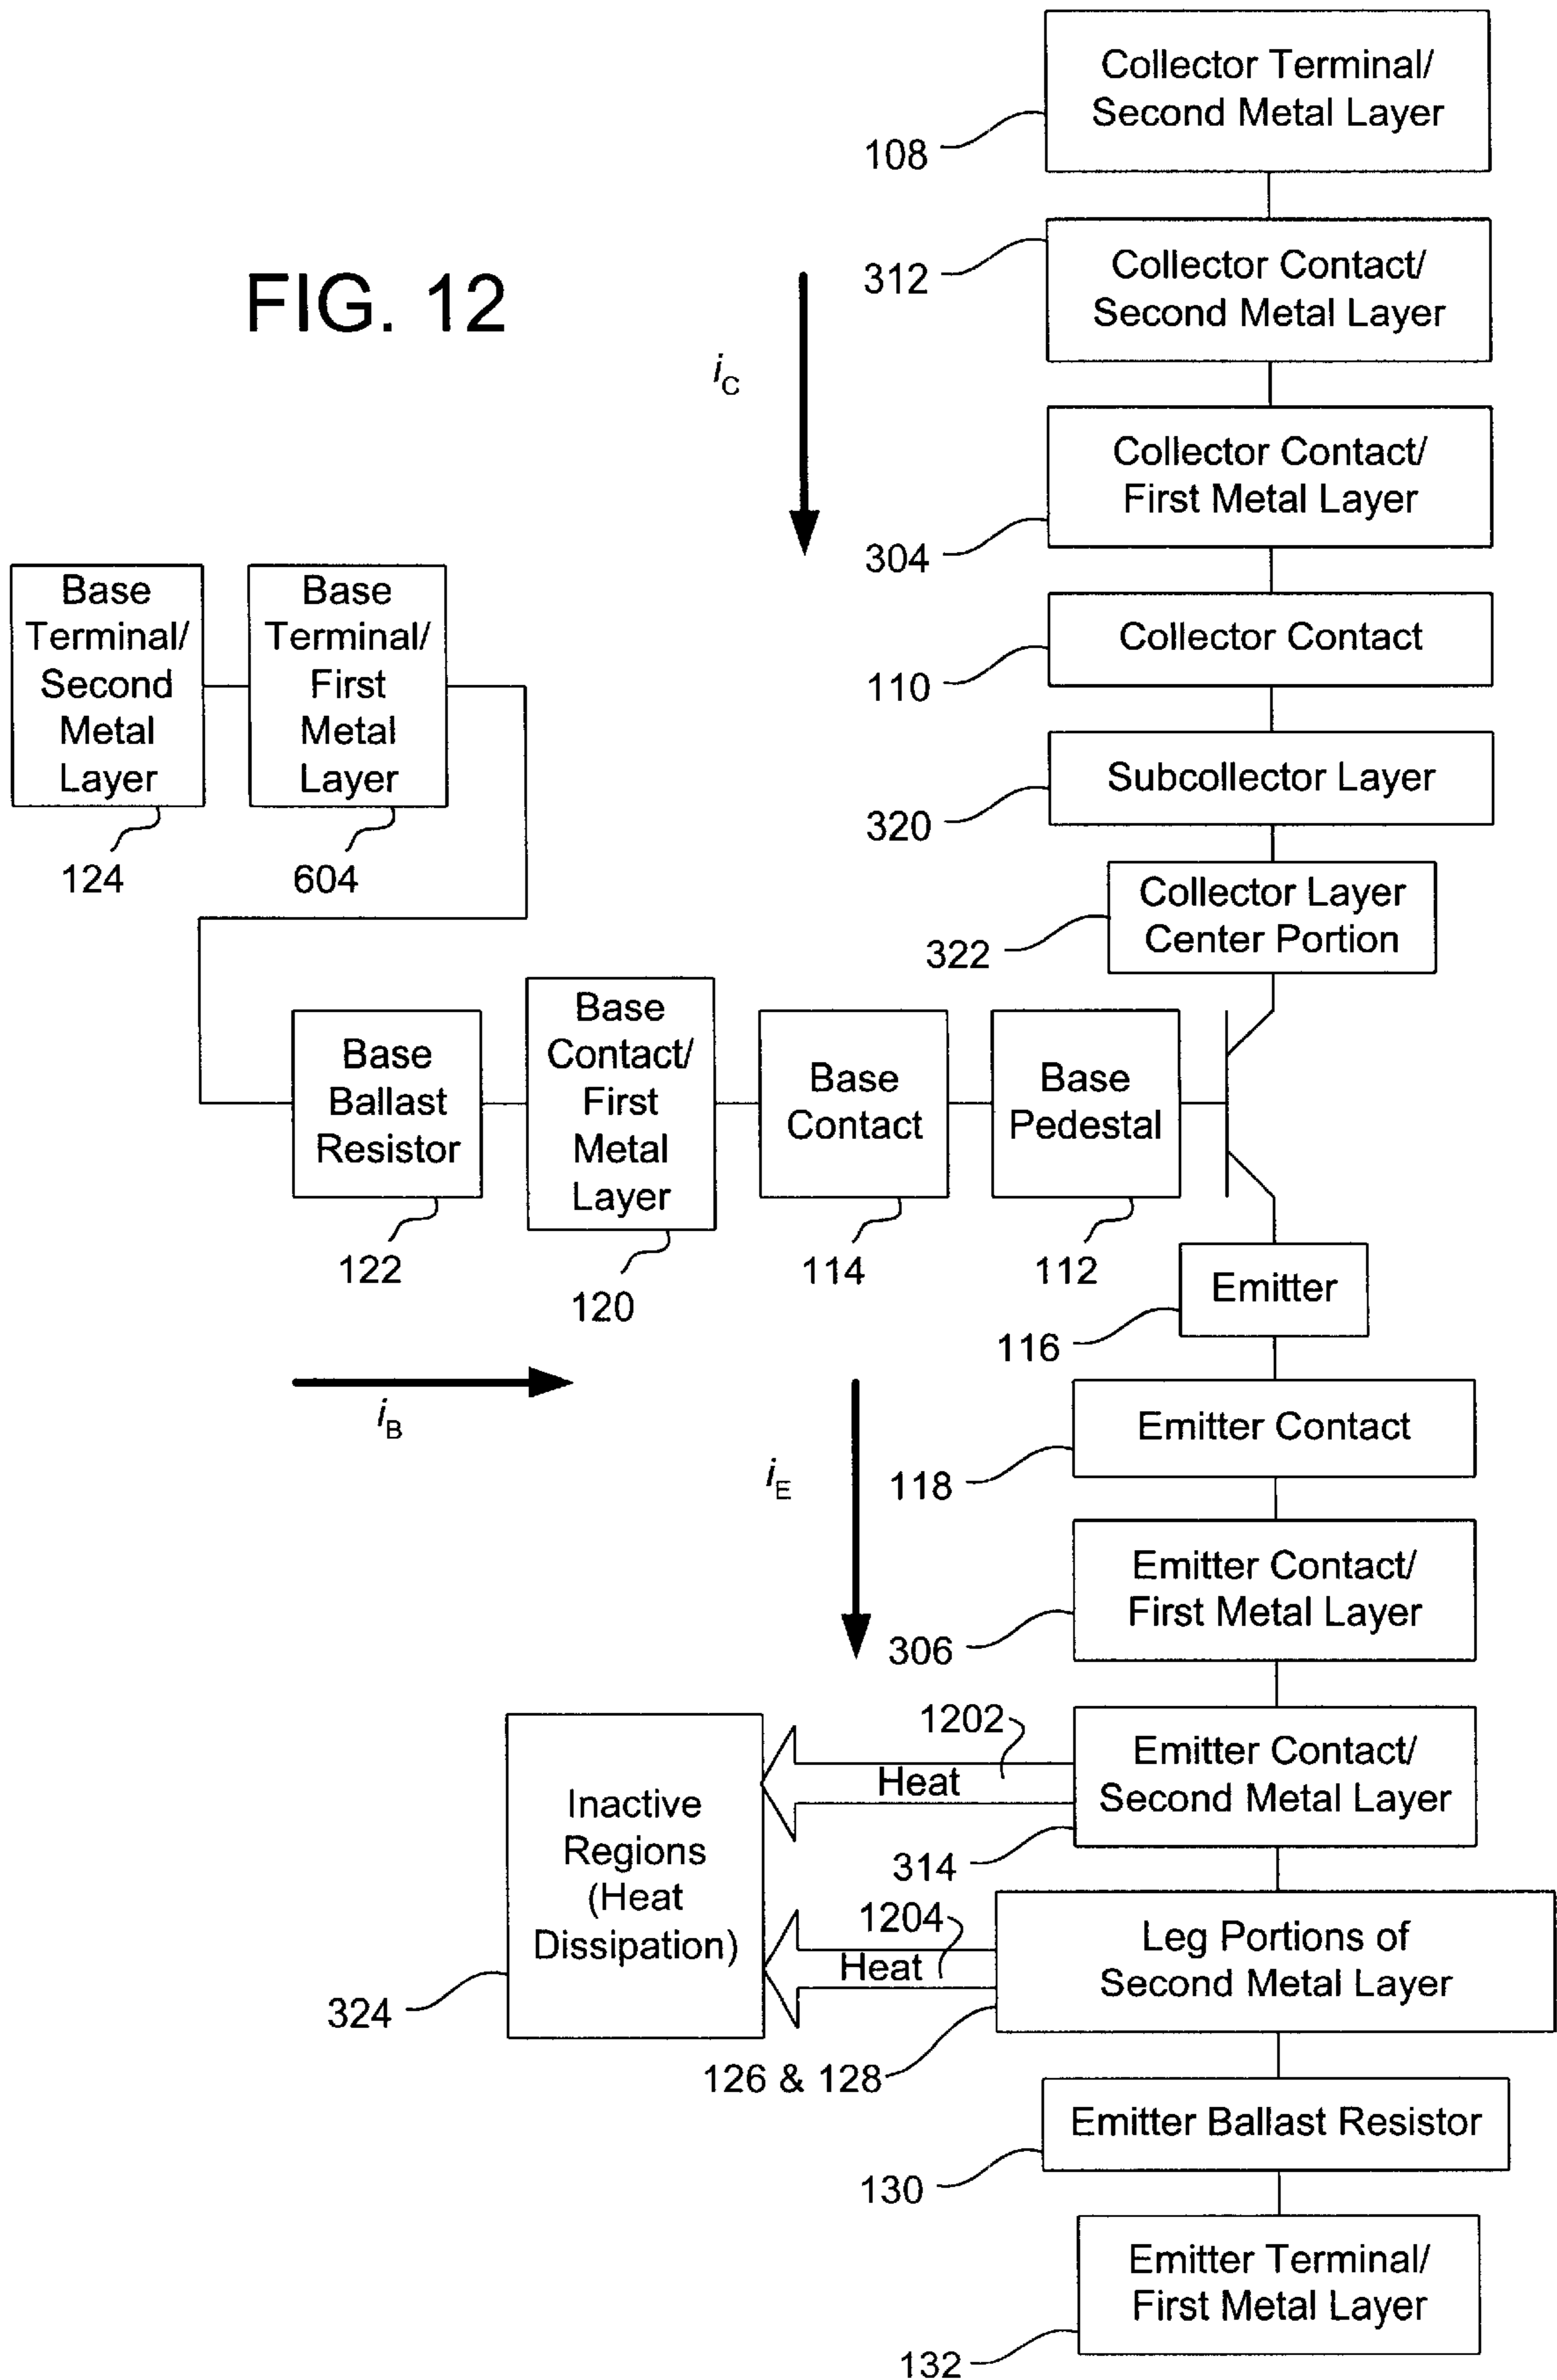 Collector Terminal/
Second Metal Layer
108
FIG. 12
312
Collector Contact/
Second Metal Layer
iC
Collector Contact/
First Metal Layer
304
Base
Terminal/
Second
Metal
Layer
124
Base
Terminal/
First
Metal
Layer
604
Collector Contact
110
Subcollector Layer
320
Collector Layer
Center Portion
322
Base
Ballast
Resistor
122
Base
Contact/
First
Metal
Layer
120
Base
Contact
114
Base
Pedestal
112
Emitter
116
iB
Emitter Contact
118
iE
Emitter Contact/
First Metal Layer
306
1202
Heat
Emitter Contact/
Second Metal Layer
314
Inactive
Regions
(Heat
Dissipation)
324
1204
Heat
Leg Portions of
Second Metal Layer
126 & 128
Emitter Ballast Resistor
130
Emitter Terminal/
First Metal Layer
132